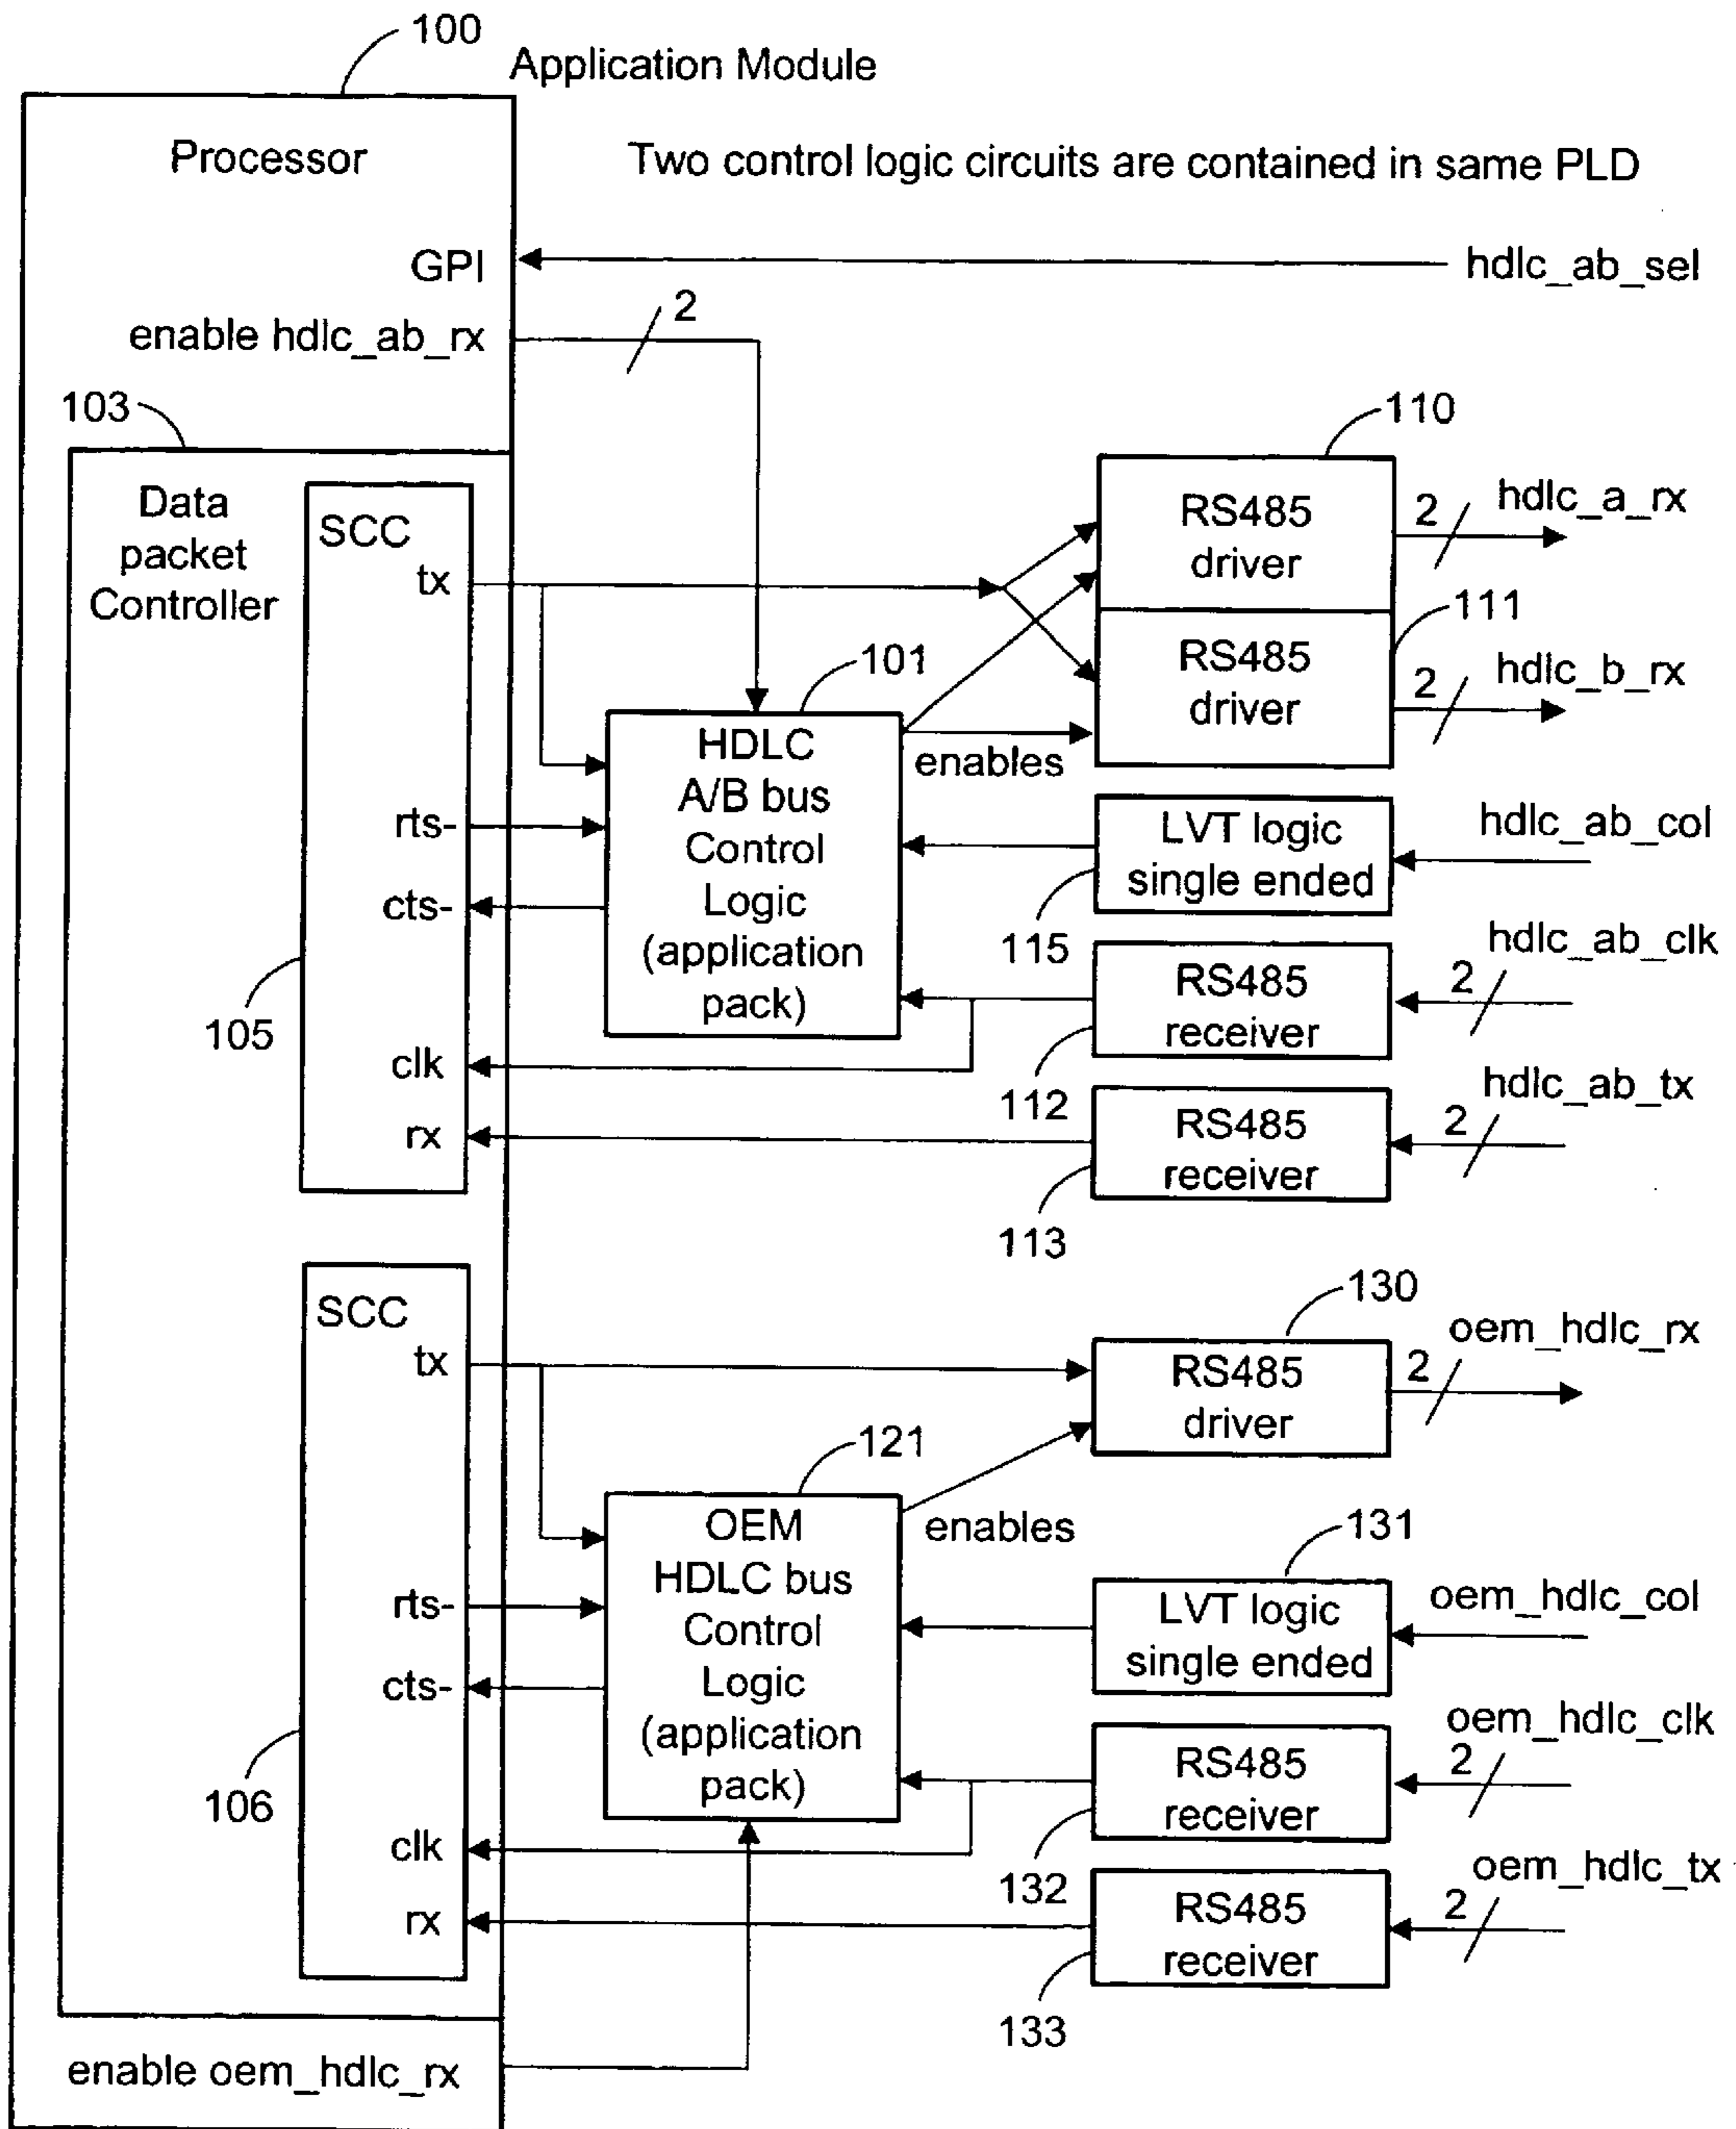 100
Application Module
Processor
Two control logic circuits are contained in same PLD
GPI
hdlc_ab_sel
enable hdlc_ab_rx
2
103
Data
packet
Controller
SCC
tx
rts-
cts-
clk
rx
105
101
HDLC
A/B bus
Control
Logic
(application
pack)
enables
110
RS485
driver
2
hdlc_a_rx
111
RS485
driver
2
hdlc_b_rx
LVT logic
single ended
hdlc_ab_col
115
RS485
receiver
2
hdlc_ab_clk
112
RS485
receiver
2
hdlc_ab_tx
113
SCC
tx
rts-
cts-
clk
rx
106
121
OEM
HDLC bus
Control
Logic
(application
pack)
enables
130
RS485
driver
2
oem_hdlc_rx
131
LVT logic
single ended
oem_hdlc_col
RS485
receiver
2
oem_hdlc_clk
132
RS485
receiver
2
oem_hdlc_tx
133
enable oem_hdlc_rx